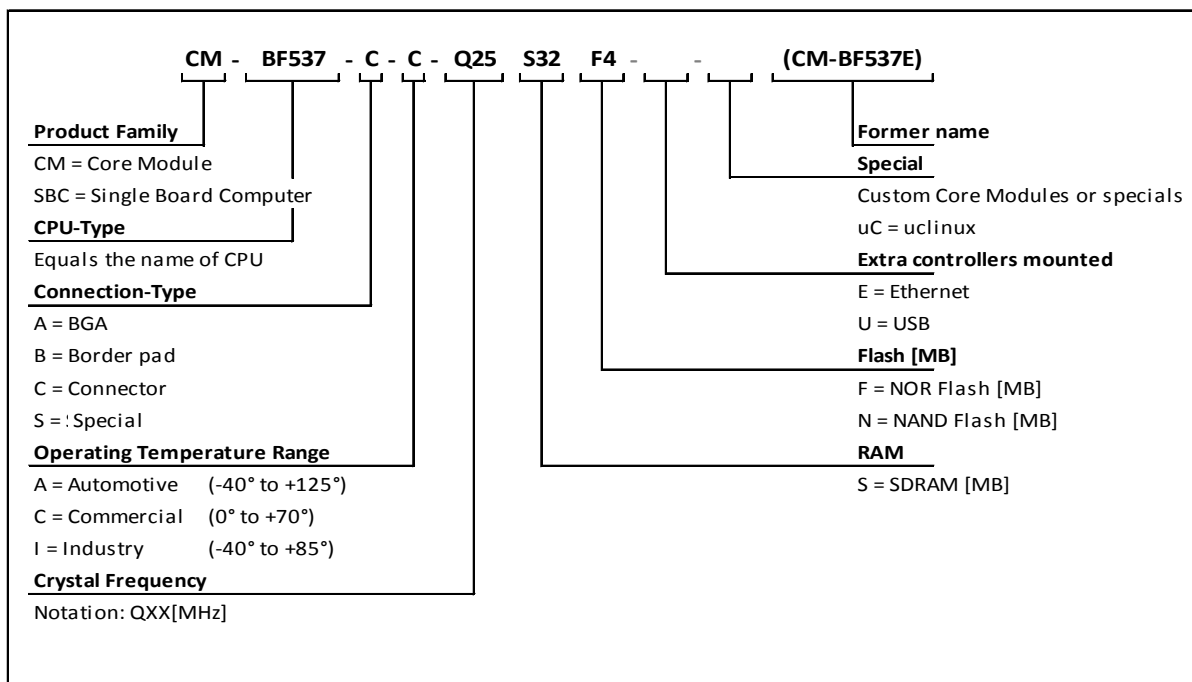 CM - BF537 - C - C - Q25 S32 F4 - - (CM-BF537E)
Product Family
CM = Core Module
SBC = Single Board Computer
CPU-Type
Equals the name of CPU
Connection-Type
A = BGA
B = Border pad
C = Connector
S = : Special
Operating Temperature Range
A = Automotive (-40° to +125°)
C = Commercial (0° to +70°)
I = Industry (-40° to +85°)
Crystal Frequency
Notation: QXX[MHz]
Former name
Special
Custom Core Modules or specials
uC = uclinux
Extra controllers mounted
E = Ethernet
U = USB
Flash [MB]
F = NOR Flash [MB]
N = NAND Flash [MB]
RAM
S = SDRAM [MB]